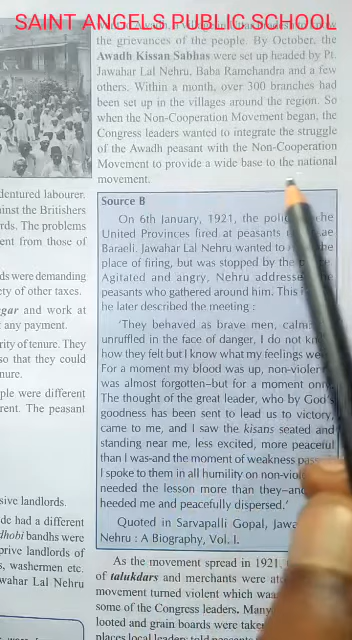 SAINT ANGELS PUBLIC SCHOOL
the grievances of the people. By October, the
Awadh Kissan Sabhas were set up headed by Pt.
Jawahar Lal Nehru, Baba Ramchandra and a few
others. Within a month, over 300 branches had
been set up in the villages around the region. So
when the Non-Cooperation Movement began, the
Congress leaders wanted to integrate the struggle
of the Awadh peasant with the Non-Cooperation
Movement to provide a wide base to the national
movement.
dentured labourer.
inst the Britishers
rds. The problems
ent from those of
ds were demanding
ety of other taxes.
gar and work at
any payment.
rity of tenure. They
so that they could
nure.
ple were different
rent. The peasant
sive landlords.
de had a different
dhobi bandhs were
prive landlords of
s, washermen etc.
wahar Lal Nehru
Source B
On 6th January, 1921, the
United Provinces fired at peasants
Baraeli. Jawahar Lal Nehru wanted to
place of firing, but was stopped by the
Agitated and angry, Nehru addresse
peasants who gathered around him. This
he later described the meeting :
'They behaved as brave men, calm
unruffled in the face of danger, I do not
how they felt but I know what my feelings we
For a moment my blood was up, non-violen
was almost forgotten–but for a moment on
The thought of the great leader, who by God's
goodness has been sent to lead us to victory,
came to me, and I saw the kisans seated and
standing near me, less excited, more peaceful
than I was-and the moment of weakness pas
I spoke to them in all humility on non-vio
needed the lesson more than they–an
heeded me and peacefully dispersed.'
Quoted in Sarvapalli Gopal, Jawa
Nehru : A Biography, Vol. I.
As the movement spread in 1921,
of talukdars and merchants were
movement turned violent which
some of the Congress leaders. Many
looted and grain boards were
places local